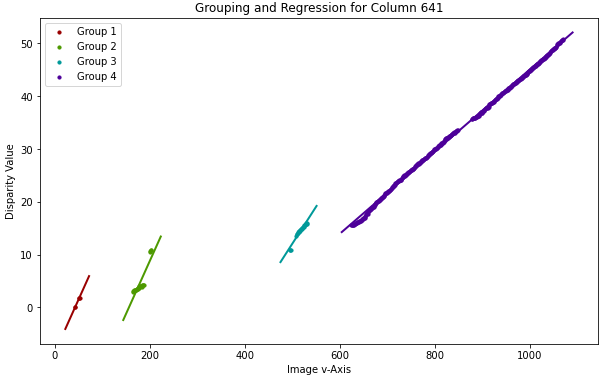 Grouping and Regression for Column 641
Group 1
Group 2
Group 3
Group 4
50
40
30
20
10
0
Disparity Value
0 200 400 600 800 1000
Image v-Axis